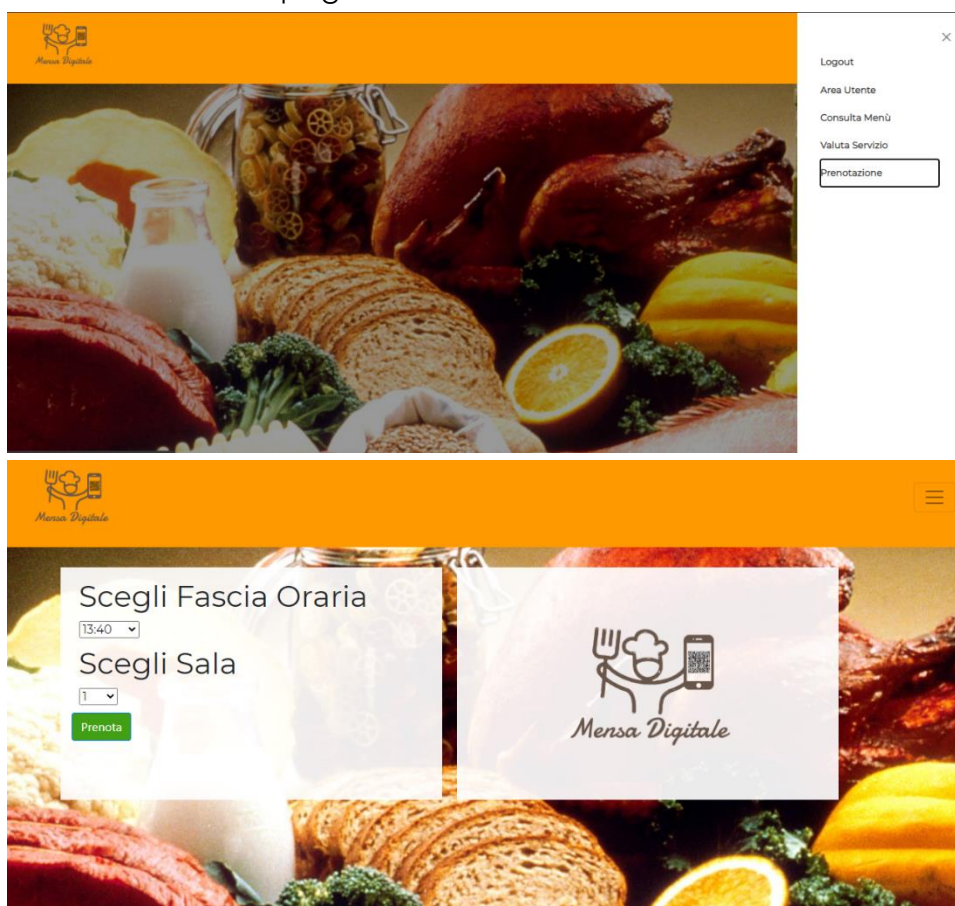 Mensa Digitale
Logout
Area Utente
Consulta Menù
Valuta Servizio
Prenotazione
Mensa Digitale
Scegli Fascia Oraria
13:40
Scegli Sala
1
Prenota
Mensa Digitale